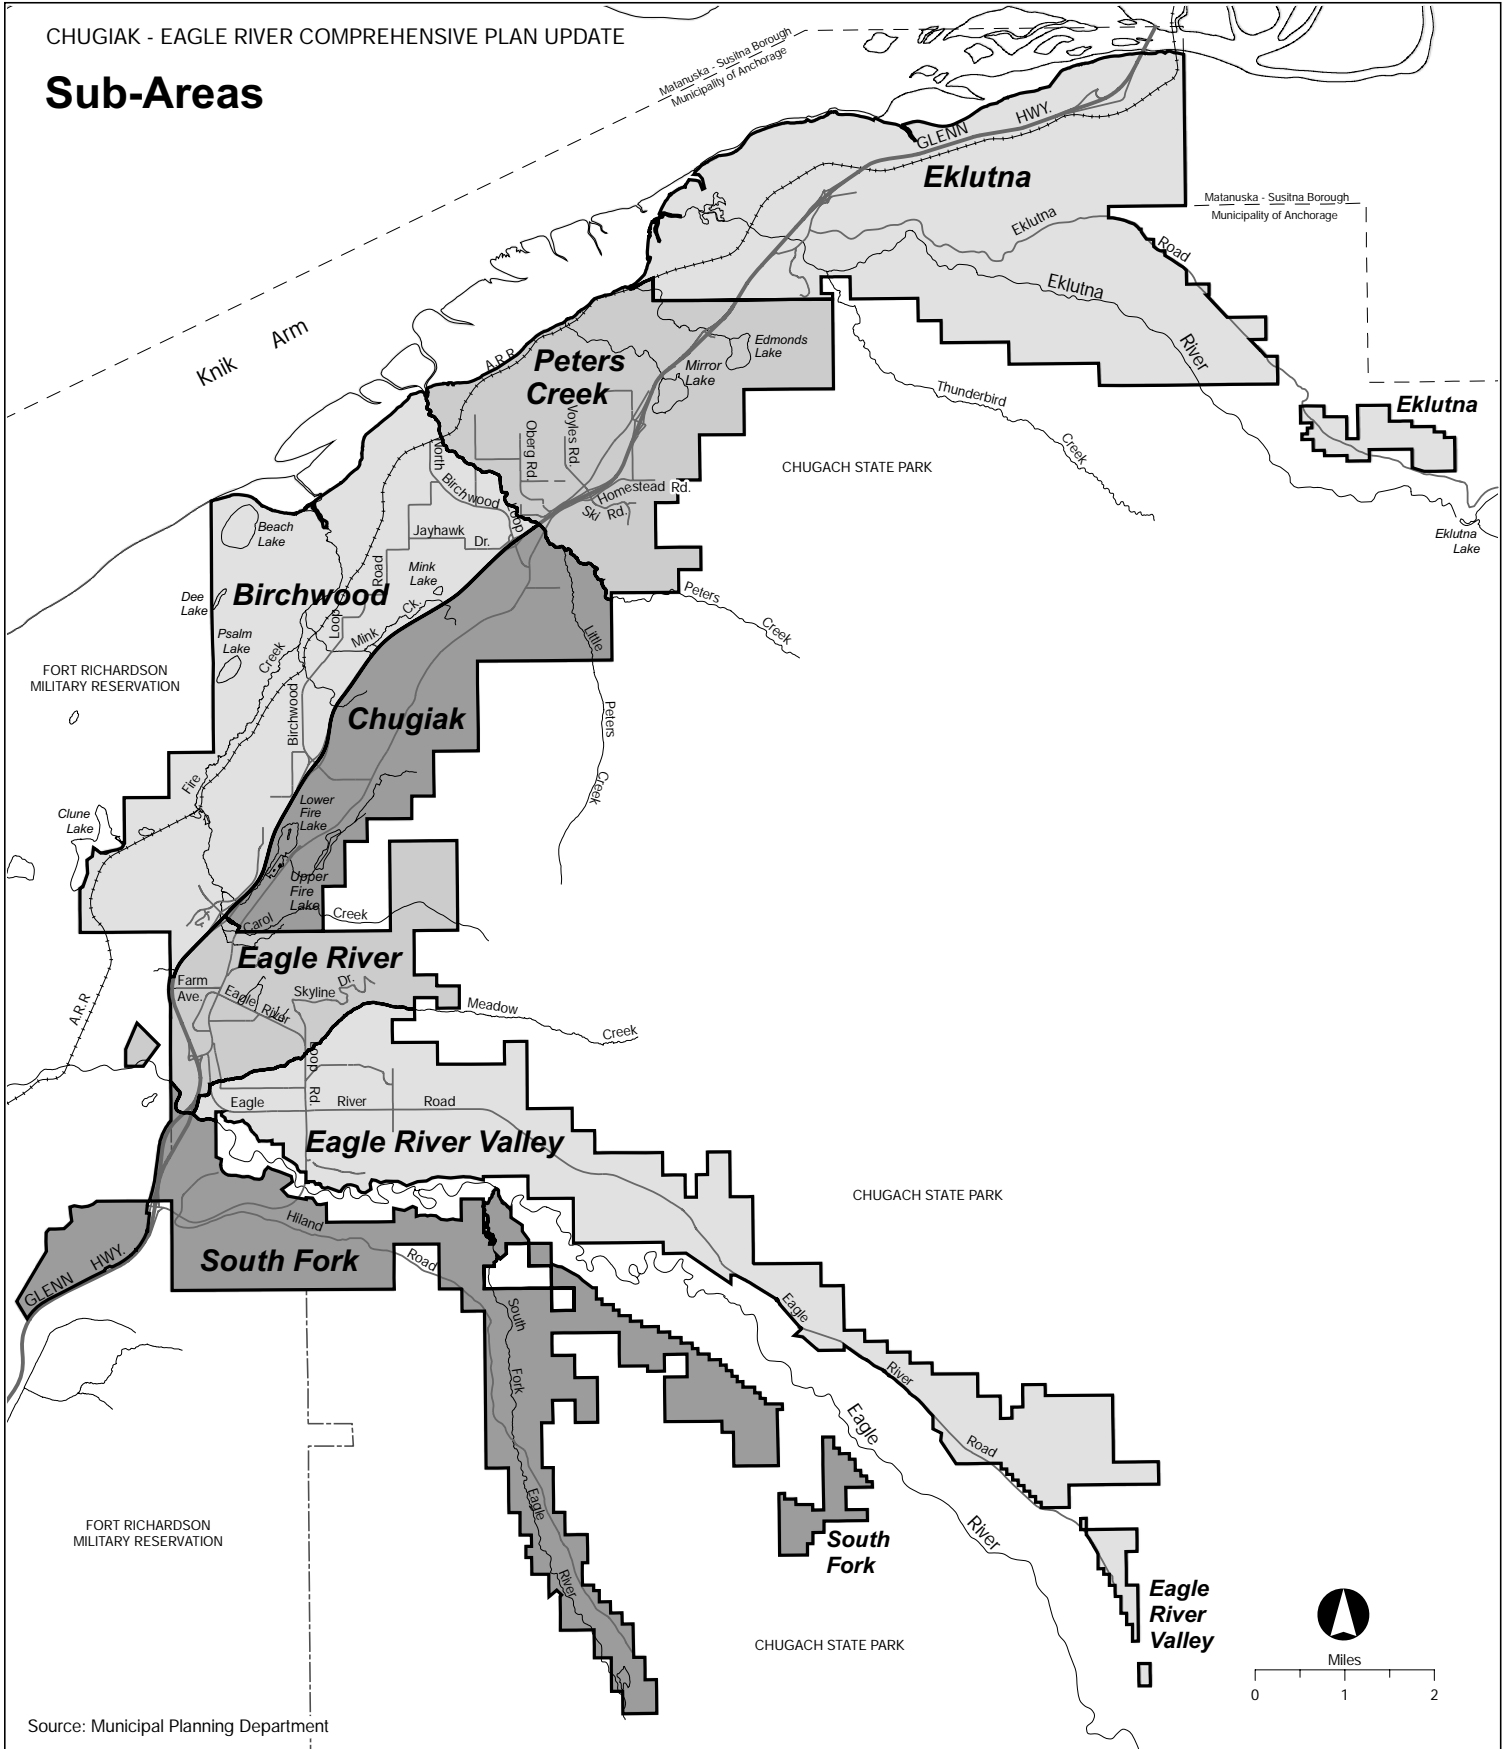 CHUGIAK - EAGLE RIVER COMPREHENSIVE PLAN UPDATE
Sub-Areas
Matanuska - Susitna Borough
Municipality of Anchorage
GLENN HWY.
Eklutna
Matanuska - Susitna Borough
Municipality of Anchorage
Eklutna Road
Eklutna River
Knik Arm
A.R.R.
Peters
Creek
Edmonds
Lake
Mirror
Lake
Thunderbird Creek
Eklutna
Eklutna
Lake
CHUGACH STATE PARK
Voyles Rd.
Oberg Rd.
North Birchwood Loop
Homestead Rd.
Ski Rd.
Beach
Lake
Jayhawk Dr.
Mink
Lake
Mink Ck.
Dee
Lake
Birchwood
Birchwood Loop Road
Psalm
Lake
Peters Creek
Little Peters Creek
FORT RICHARDSON
MILITARY RESERVATION
Fire Creek
Chugiak
Clune
Lake
Lower
Fire
Lake
Upper
Fire
Lake
Carol Creek
Eagle River
Farm
Ave.
Skyline Dr.
Eagle River Loop Rd.
Meadow Creek
A.R.R
Eagle River Road
Eagle River Valley
CHUGACH STATE PARK
Hiland Road
South Fork
GLENN HWY.
South Fork Eagle River
Eagle River Road
Eagle River
FORT RICHARDSON
MILITARY RESERVATION
South
Fork
Eagle
River
Valley
CHUGACH STATE PARK
Miles
0 1 2
Source: Municipal Planning Department